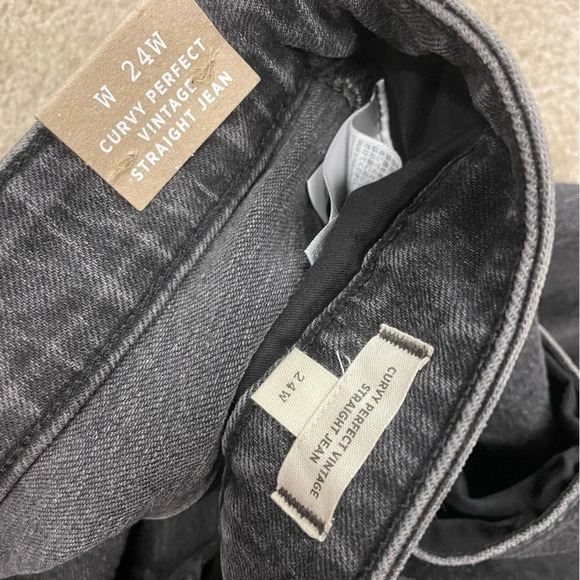 W 24W
CURVY PERFECT
VINTAGE
STRAIGHT JEAN
CURVY PERFECT VINTAGE
STRAIGHT JEAN
24W